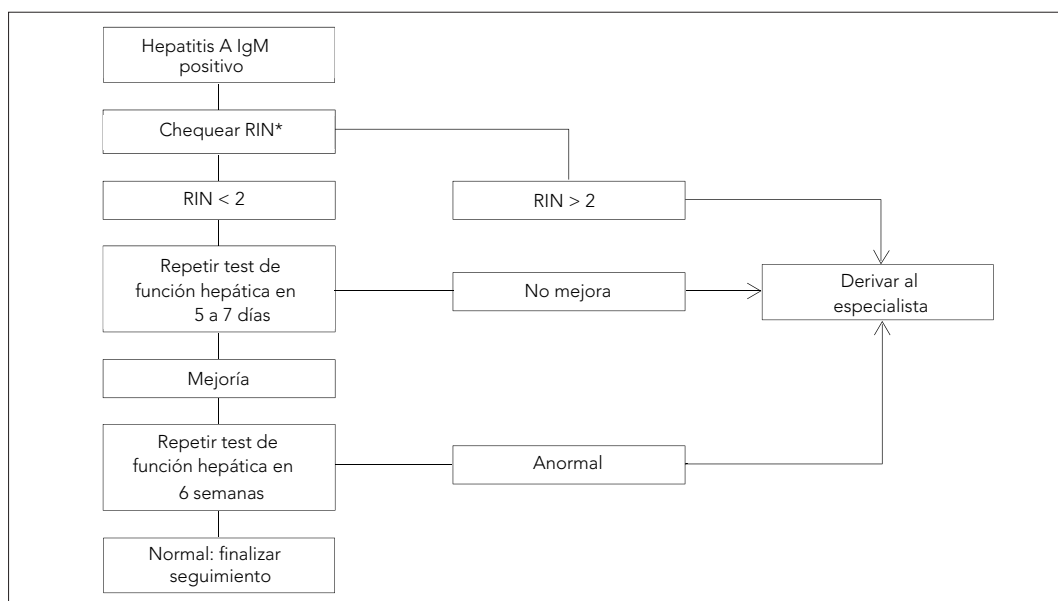 Hepatitis A IgM
positivo
Chequear RIN*
RIN < 2
RIN > 2
Repetir test de
función hepática en
5 a 7 días
No mejora
Derivar al
especialista
Mejoría
Repetir test de
función hepática en
6 semanas
Anormal
Normal: finalizar
seguimiento